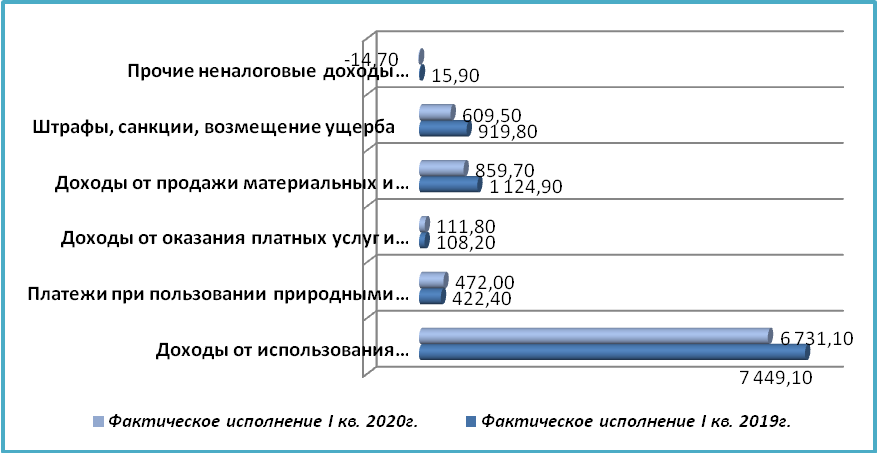 -14,70
Прочие неналоговые доходы...
15,90
609,50
Штрафы, санкции, возмещение ущерба
919,80
859,70
Доходы от продажи материальных и...
1 124,90
111,80
Доходы от оказания платных услуг и...
108,20
472,00
Платежи при пользовании природными...
422,40
6 731,10
Доходы от использования...
7 449,10
Фактическое исполнение I кв. 2020г.
Фактическое исполнение I кв. 2019г.